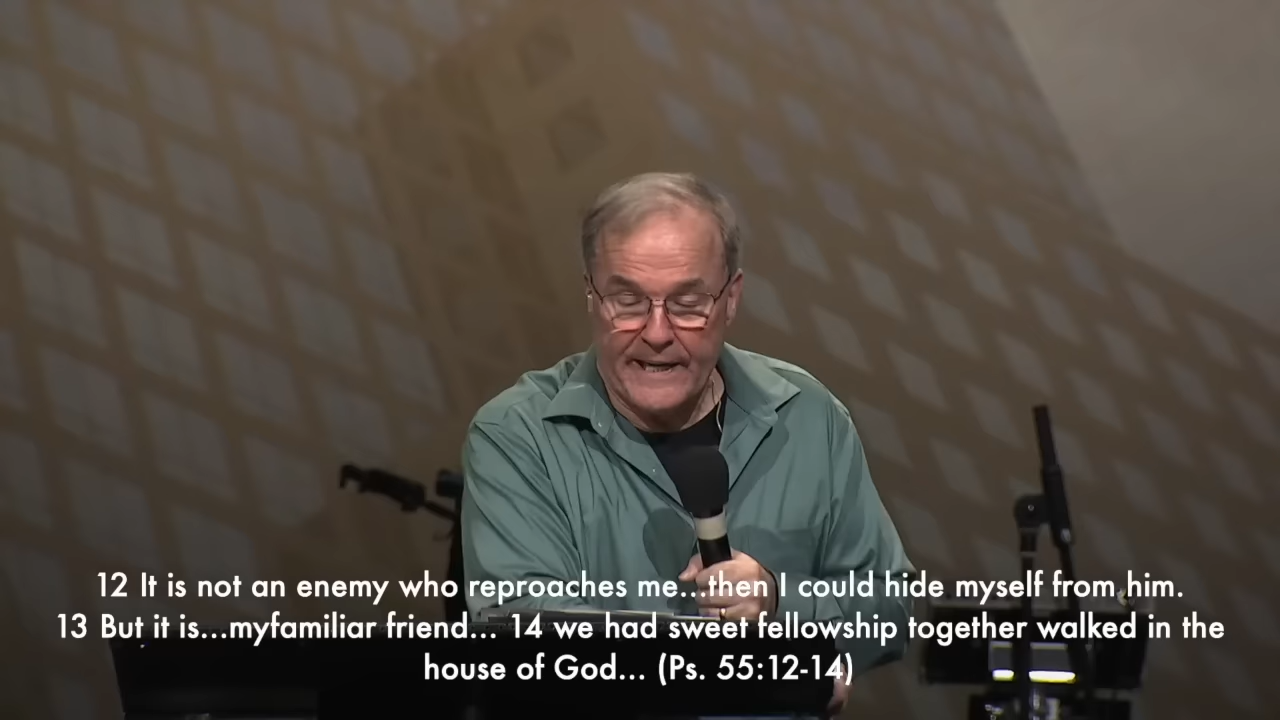 12 It is not an enemy who reproaches me...then I could hide myself from him.
13 But it is...myfamiliar friend... 14 we had sweet fellowship together walked in the
house of God... (Ps. 55:12-14)